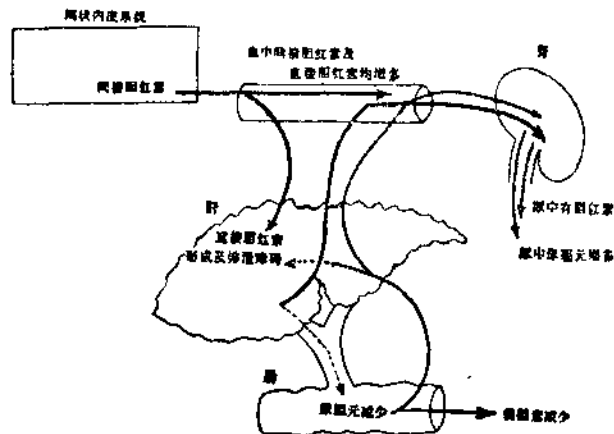 网状内皮系统
间接胆红素
血中间接胆红素及
直接胆红素均增多
肾
尿中有胆红素
尿中尿胆元增多
肝
直接胆红素
形成及排泄障碍
肠
尿胆元减少
粪胆素减少